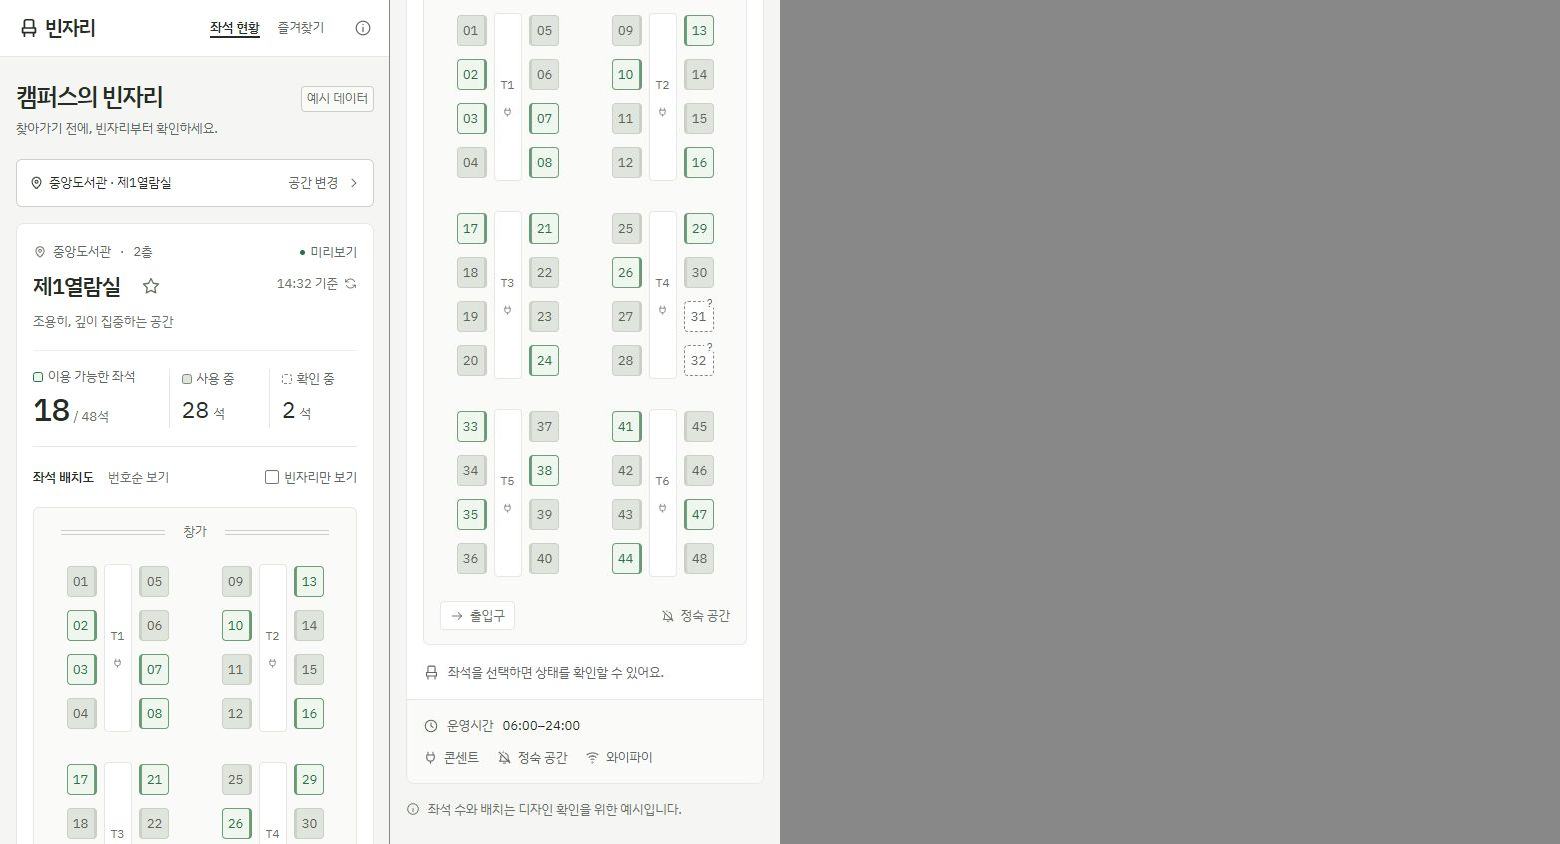 빈자리 좌석 현황 즐겨찾기
캠퍼스의 빈자리 예시 데이터
찾아가기 전에, 빈자리부터 확인하세요.
중앙도서관 · 제1열람실 공간 변경
중앙도서관 · 2층 미리보기
제1열람실 14:32 기준
조용히, 깊이 집중하는 공간
이용 가능한 좌석 사용 중 확인 중
18 / 48석 28 석 2 석
좌석 배치도 번호순 보기 빈자리만 보기
창가
01 05 09 13
02 T1 06 10 T2 14
03 07 11 15
04 08 12 16
17 21 25 29
18 T3 22 26 T4 30
01 05 09 13
02 T1 06 10 T2 14
03 07 11 15
04 08 12 16
17 21 25 29
18 T3 22 26 T4 30
19 23 27 31 ?
20 24 28 32 ?
33 37 41 45
34 T5 38 42 T6 46
35 39 43 47
36 40 44 48
출입구 정숙 공간
좌석을 선택하면 상태를 확인할 수 있어요.
운영시간 06:00–24:00
콘센트 정숙 공간 와이파이
좌석 수와 배치는 디자인 확인을 위한 예시입니다.